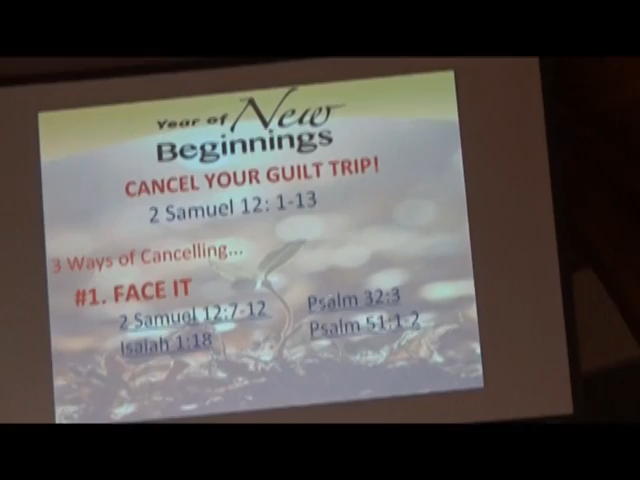 Year of New
Beginnings
CANCEL YOUR GUILT TRIP!
2 Samuel 12: 1-13
3 Ways of Cancelling...
#1. FACE IT
2 Samuel 12:7-12
Isaiah 1:18
Psalm 32:3
Psalm 51:1-2